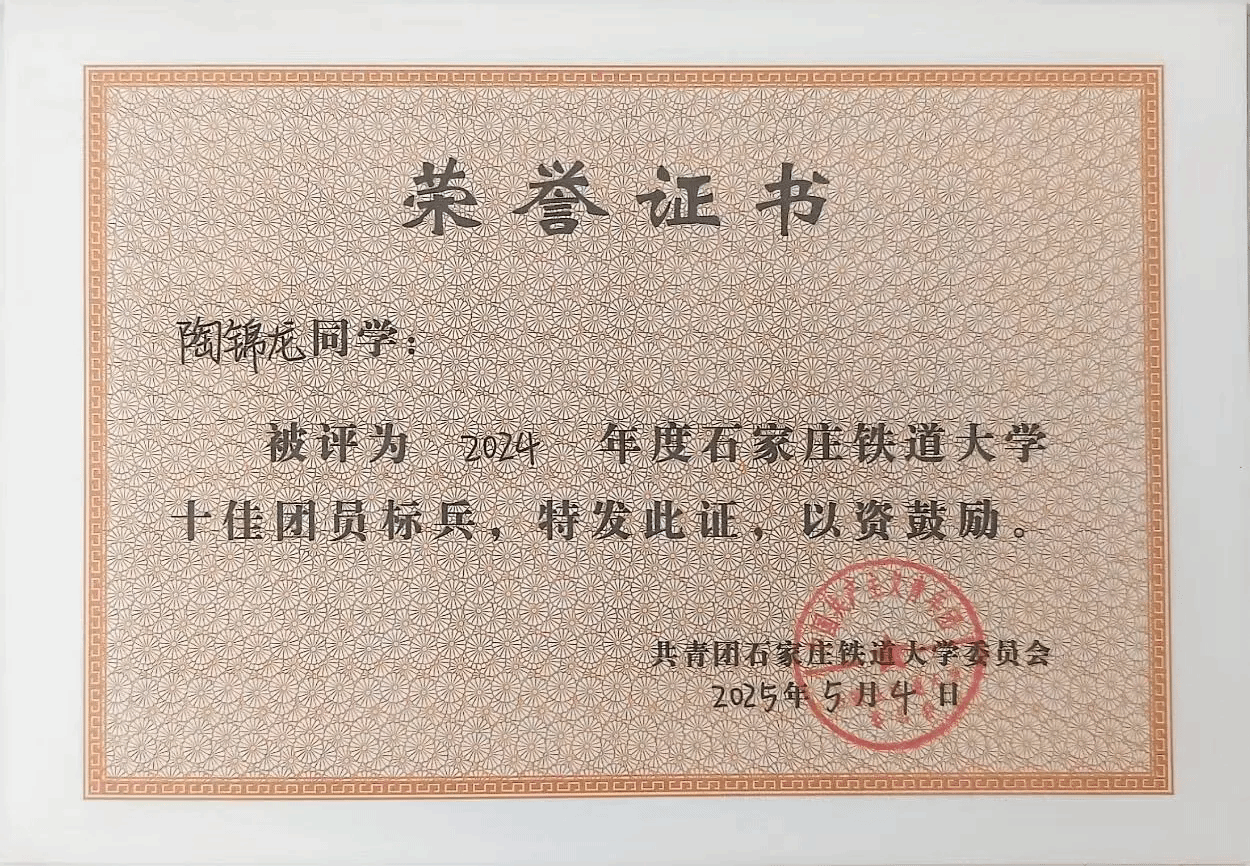 荣誉证书
陶锦龙同学：
被评为 2024 年度石家庄铁道大学
十佳团员标兵，特发此证，以资鼓励。
共青团石家庄铁道大学委员会
2025年5月4日